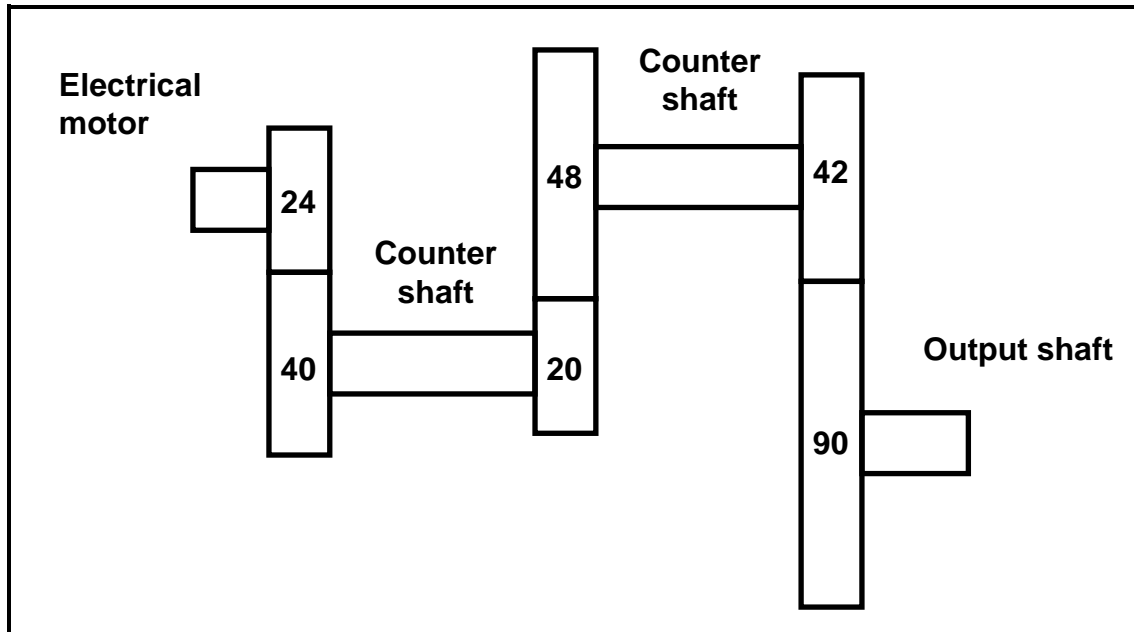 Electrical
motor
24
40
Counter
shaft
48
20
Counter
shaft
42
90
Output shaft